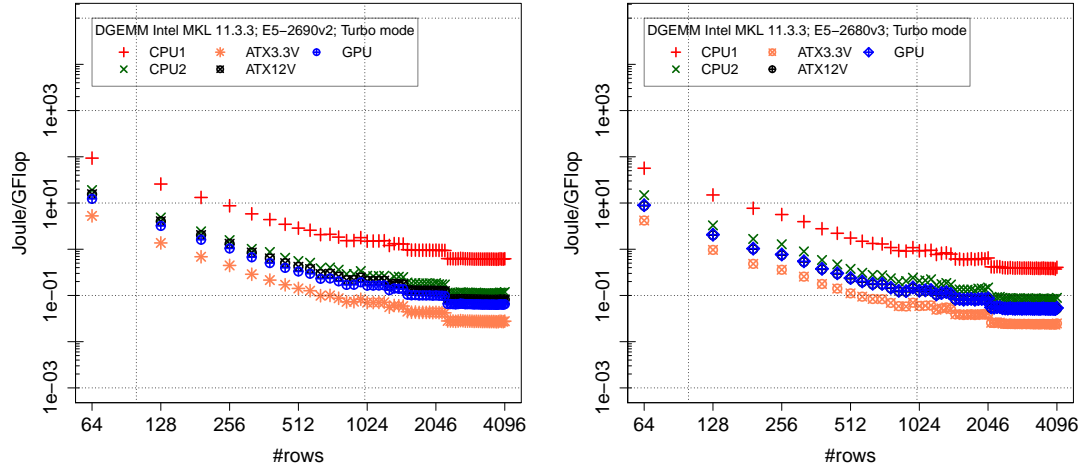 DGEMM Intel MKL 11.3.3; E5−2690v2; Turbo mode
CPU1 ATX3.3V GPU
CPU2 ATX12V
Joule/GFlop
1e−03 1e−01 1e+01 1e+03
64 128 256 512 1024 2046 4096
#rows
DGEMM Intel MKL 11.3.3; E5−2680v3; Turbo mode
CPU1 ATX3.3V GPU
CPU2 ATX12V
Joule/GFlop
1e−03 1e−01 1e+01 1e+03
64 128 256 512 1024 2046 4096
#rows